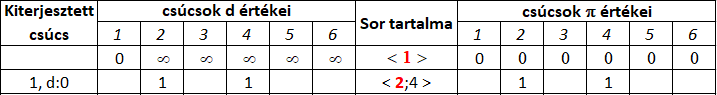 Kiterjesztett csúcs csúcsok d értékei Sor tartalma csúcsok π értékei
1 2 3 4 5 6 1 2 3 4 5 6
0 ∞ ∞ ∞ ∞ ∞ < 1 > 0 0 0 0 0 0
1, d:0 1 1 < 2;4 > 1 1